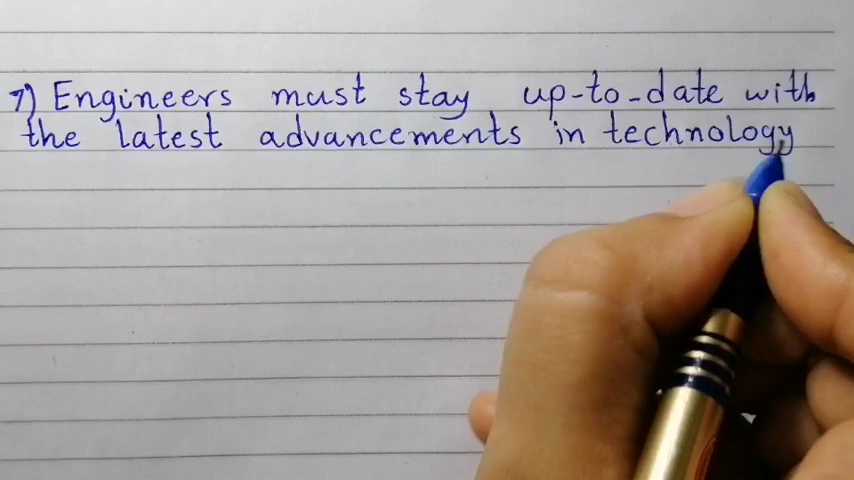 7) Engineers must stay up-to-date with
the latest advancements in technology